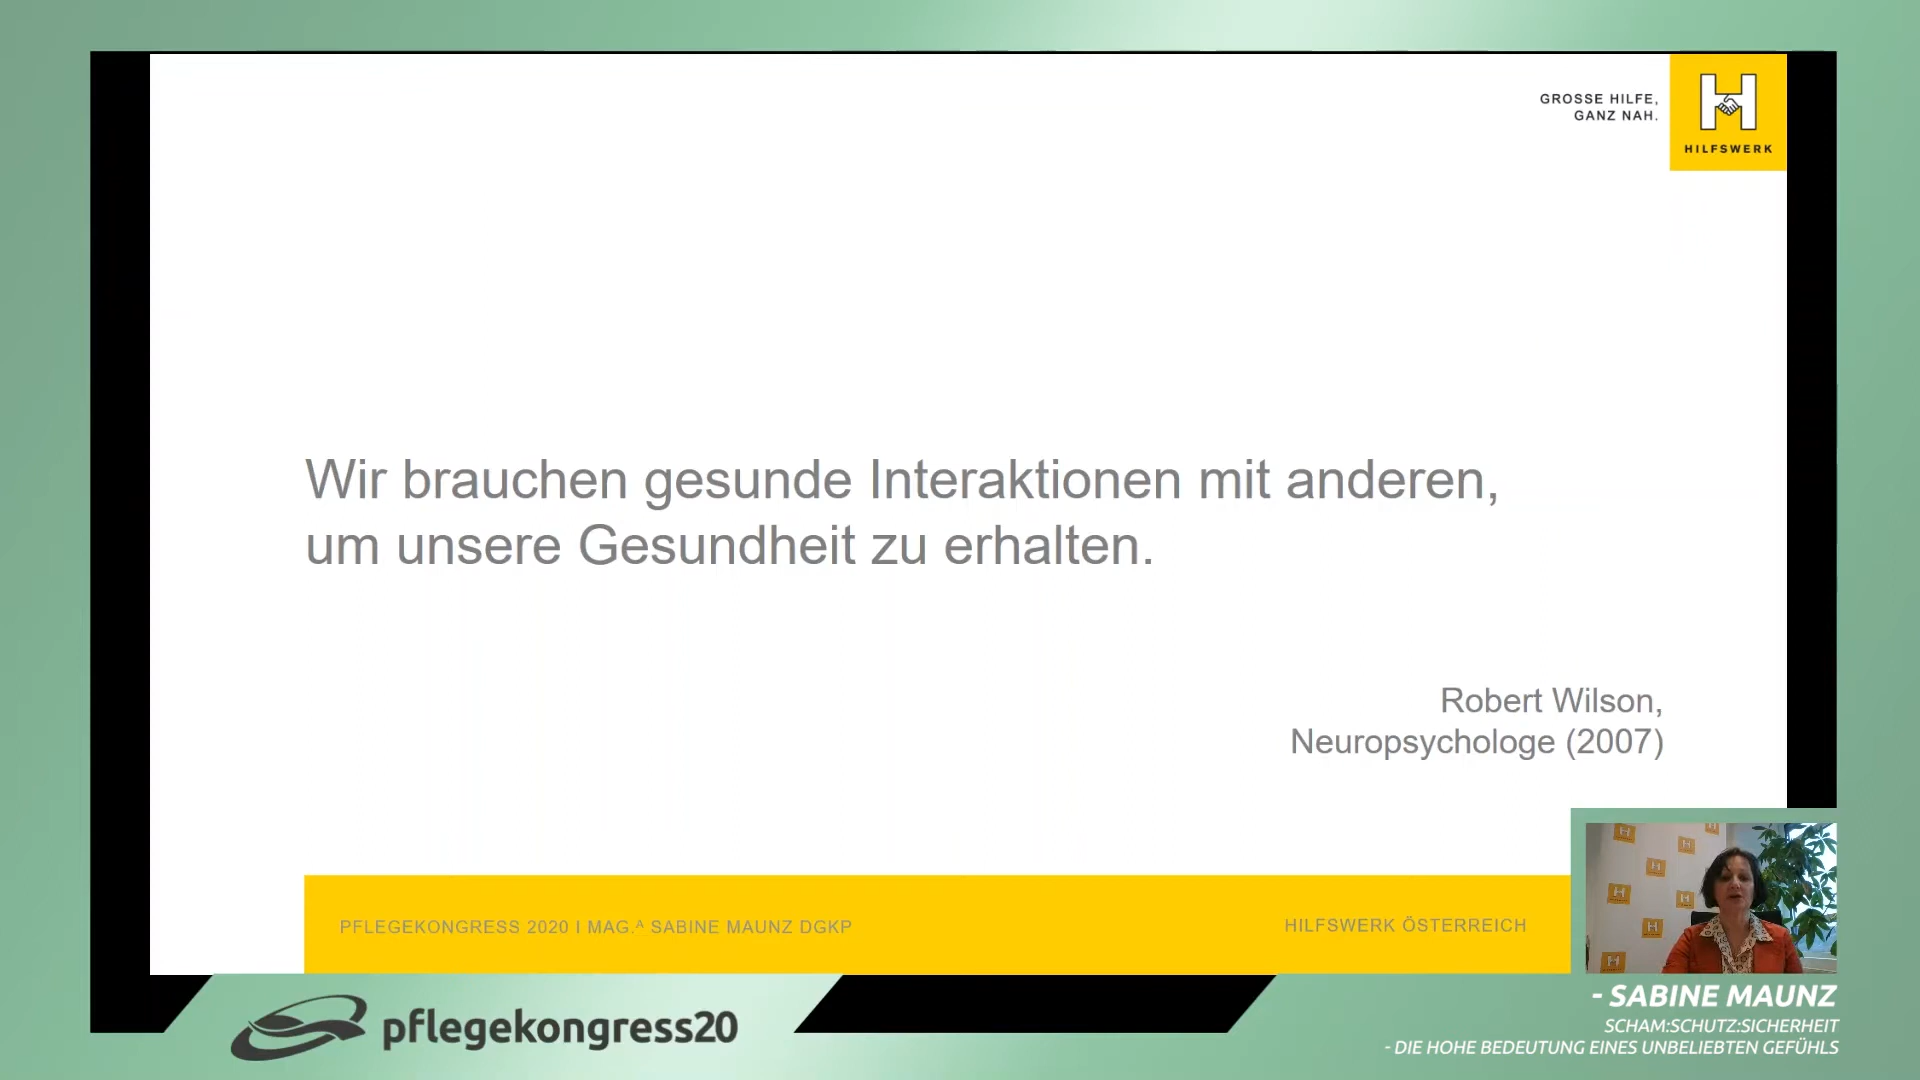 GROSSE HILFE,
GANZ NAH.
HILFSWERK
Wir brauchen gesunde Interaktionen mit anderen,
um unsere Gesundheit zu erhalten.
Robert Wilson,
Neuropsychologe (2007)
PFLEGEKONGRESS 2020 I MAG.ᴬ SABINE MAUNZ DGKP
HILFSWERK ÖSTERREICH
pflegekongress20
- SABINE MAUNZ
SCHAM:SCHUTZ:SICHERHEIT
- DIE HOHE BEDEUTUNG EINES UNBELIEBTEN GEFÜHLS